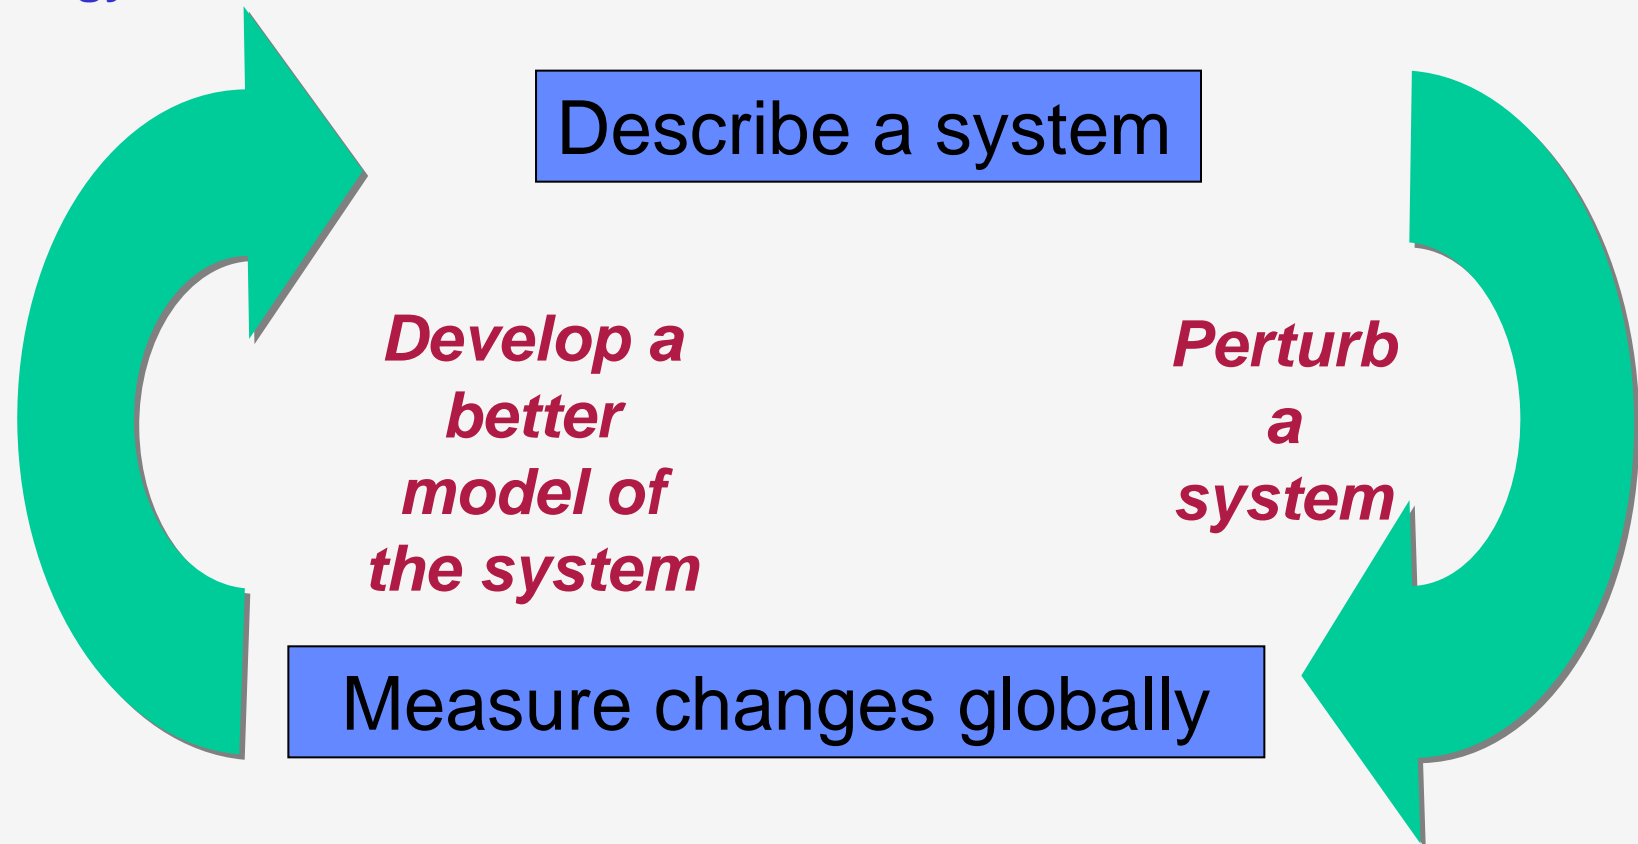 Describe a system
Develop a
better
model of
the system
Perturb
a
system
Measure changes globally